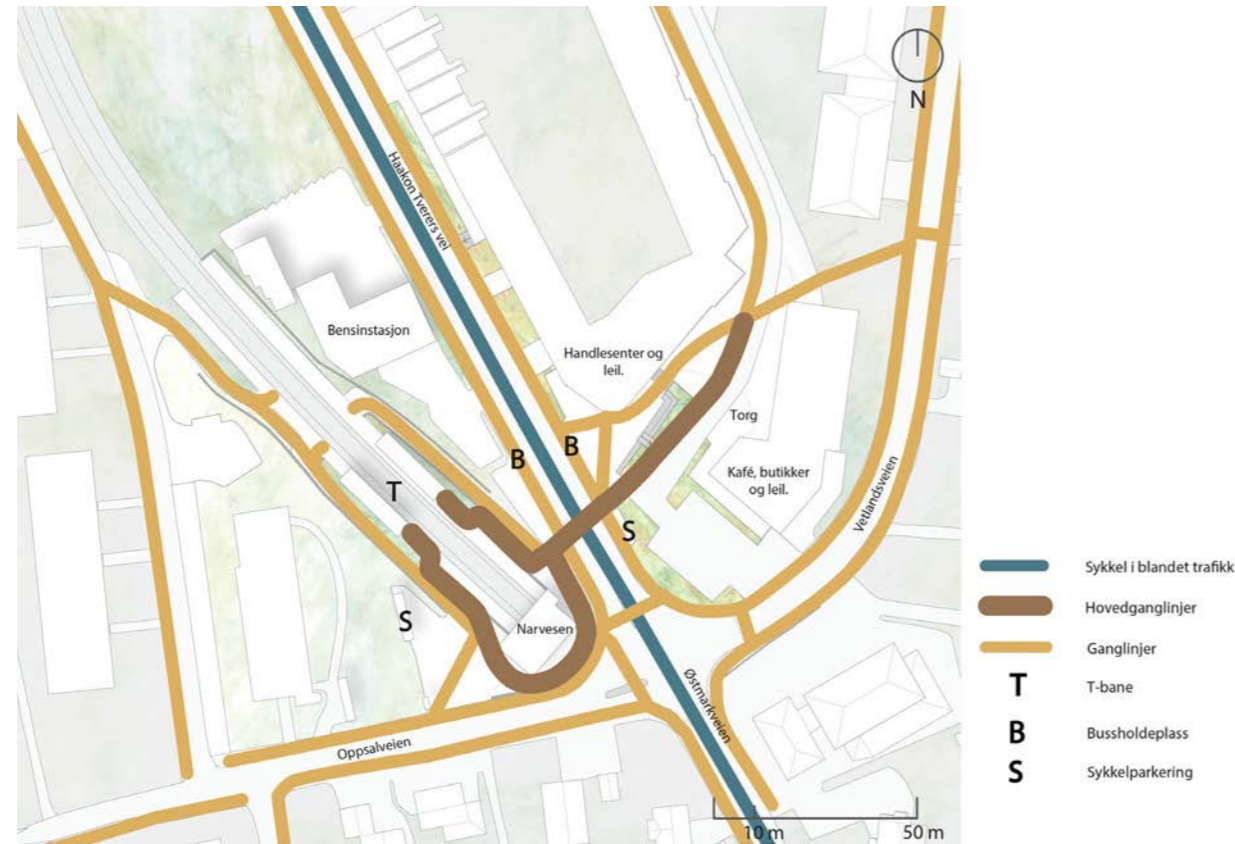 N
Haakon Tverers vei
Bensinstasjon
Handlesenter og
leil.
Torg
B
B
Kafé, butikker
og leil.
T
Vetlandsveien
S
S
Narvesen
Østmarkveien
Oppsalveien
10 m
50 m
Sykkel i blandet trafikk
Hovedganglinjer
Ganglinjer
T
T-bane
B
Bussholdeplass
S
Sykkelparkering